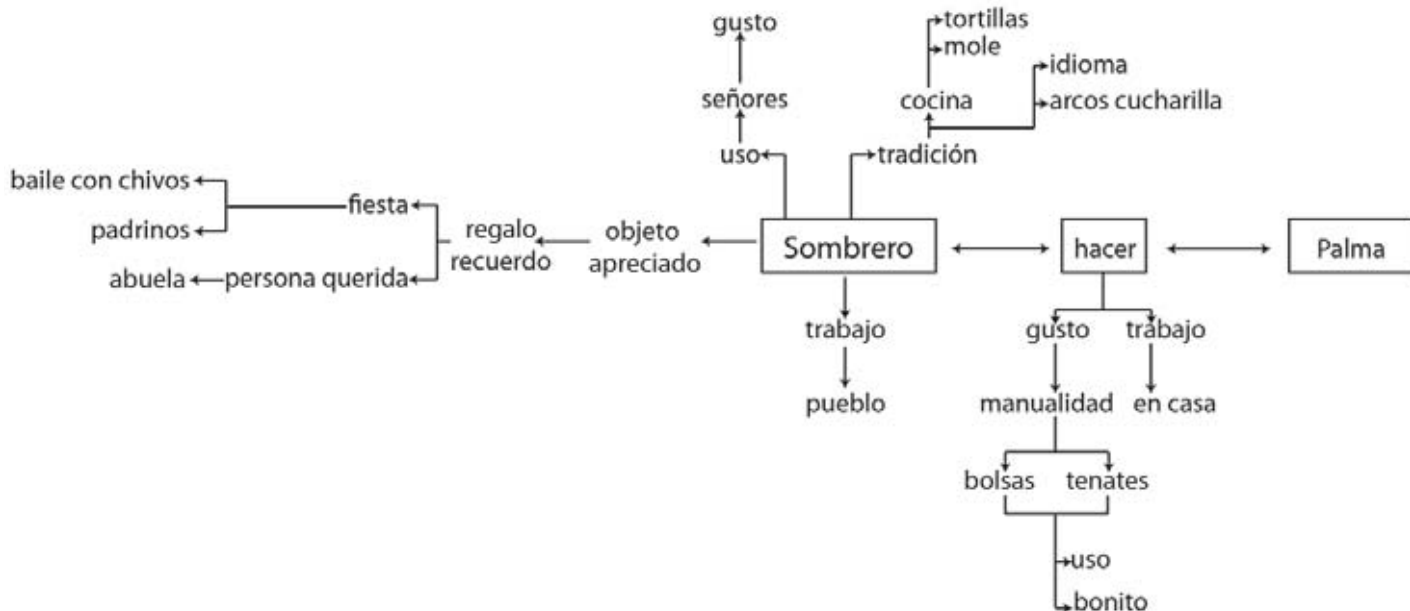 gusto
tortillas
mole
idioma
señores
cocina
arcos cucharilla
uso
tradición
baile con chivos
fiesta
padrinos
regalo
recuerdo
objeto
apreciado
Sombrero
hacer
Palma
abuela
persona querida
trabajo
gusto
trabajo
pueblo
manualidad
en casa
bolsas
tenates
uso
bonito